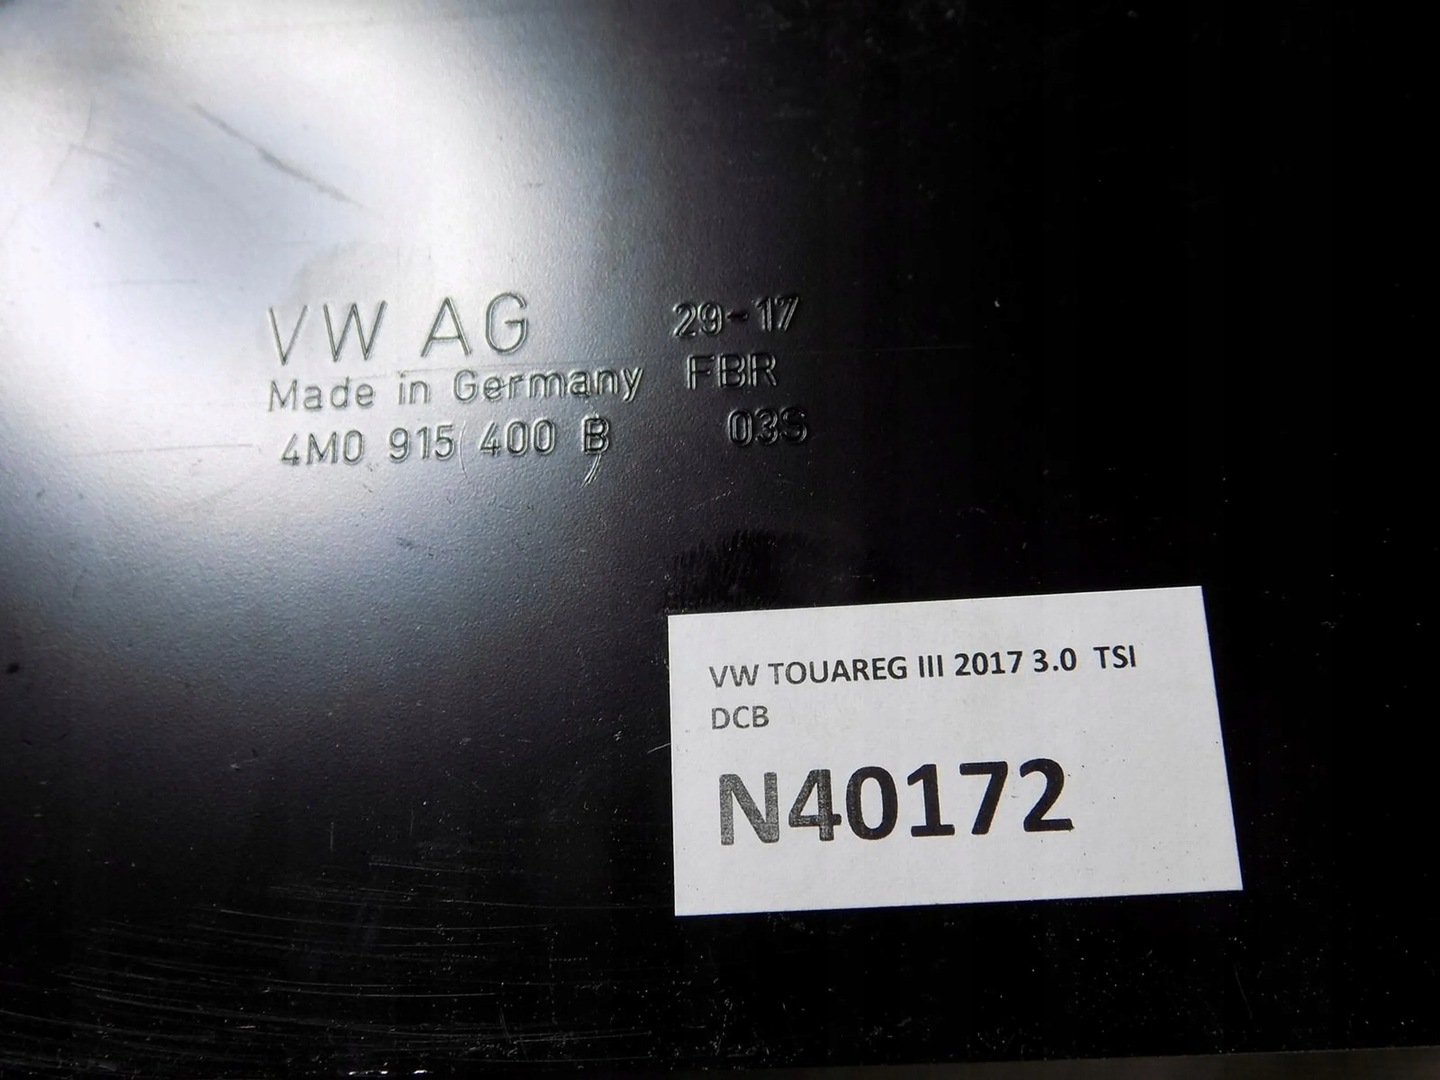 VW AG
Made in Germany
4M0 915 400 B
29-17
FBR
03S
VW TOUAREG III 2017 3.0 TSI
DCB
N40172